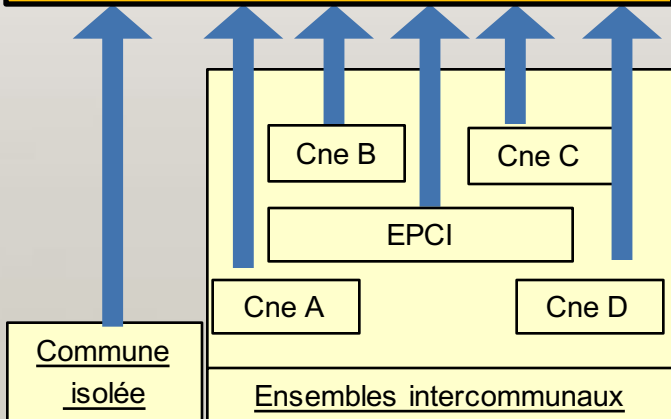 Cne B
Cne C
EPCI
Cne A
Cne D
Commune
isolée
Ensembles intercommunaux